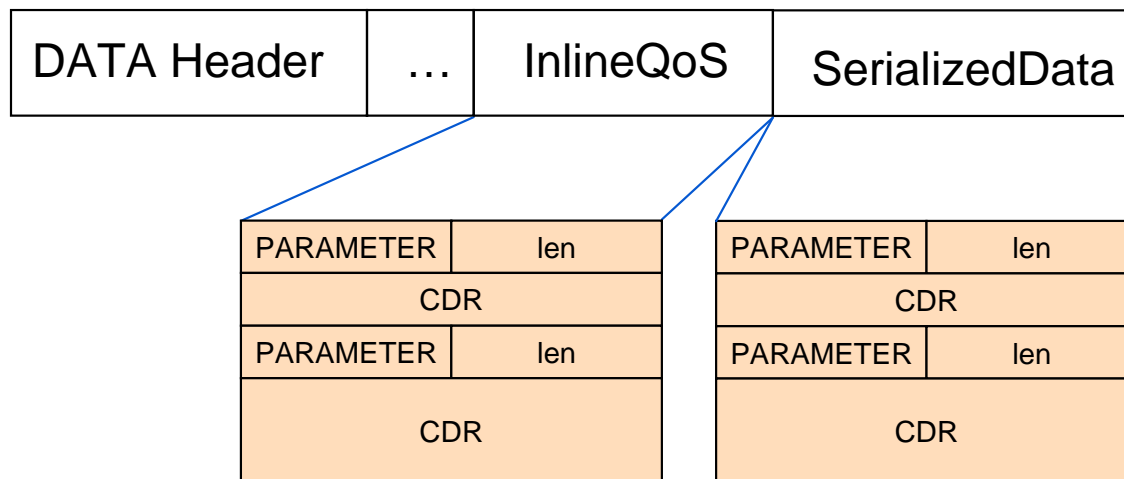 DATA Header … InlineQoS SerializedData
PARAMETER len
CDR
PARAMETER len
CDR
PARAMETER len
CDR
PARAMETER len
CDR